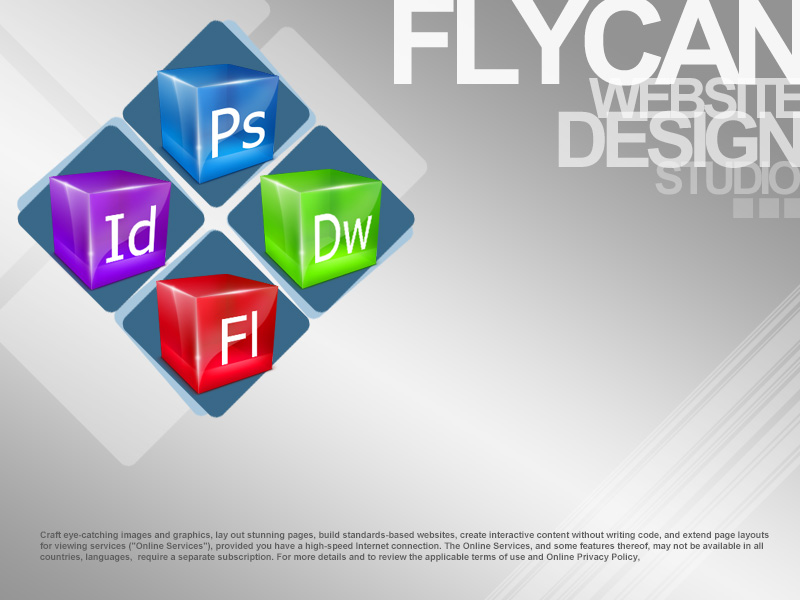 FLYCAN
WEBSITE
DESIGN
STUDIO
Ps
Id
Dw
Fl
Craft eye-catching images and graphics, lay out stunning pages, build standards-based websites, create interactive content without writing code, and extend page layouts
for viewing services ("Online Services"), provided you have a high-speed Internet connection. The Online Services, and some features thereof, may not be available in all
countries, languages, require a separate subscription. For more details and to review the applicable terms of use and Online Privacy Policy,